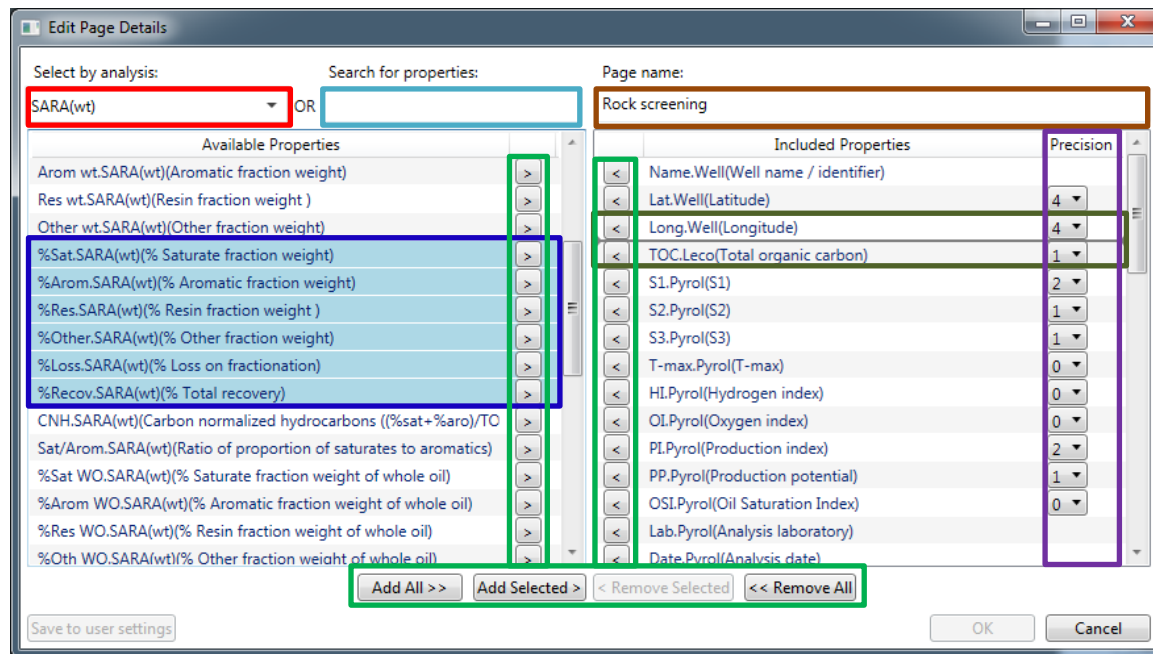 Edit Page Details
Select by analysis: Search for properties: Page name:
SARA(wt) OR Rock screening
Available Properties Included Properties Precision
Arom wt.SARA(wt)(Aromatic fraction weight) > < Name.Well(Well name / identifier)
Res wt.SARA(wt)(Resin fraction weight ) > < Lat.Well(Latitude) 4
Other wt.SARA(wt)(Other fraction weight) > < Long.Well(Longitude) 4
%Sat.SARA(wt)(% Saturate fraction weight) > < TOC.Leco(Total organic carbon) 1
%Arom.SARA(wt)(% Aromatic fraction weight) > < S1.Pyrol(S1) 2
%Res.SARA(wt)(% Resin fraction weight ) > < S2.Pyrol(S2) 1
%Other.SARA(wt)(% Other fraction weight) > < S3.Pyrol(S3) 1
%Loss.SARA(wt)(% Loss on fractionation) > < T-max.Pyrol(T-max) 0
%Recov.SARA(wt)(% Total recovery) > < HI.Pyrol(Hydrogen index) 0
CNH.SARA(wt)(Carbon normalized hydrocarbons ((%sat+%aro)/TO > < OI.Pyrol(Oxygen index) 0
Sat/Arom.SARA(wt)(Ratio of proportion of saturates to aromatics) > < PI.Pyrol(Production index) 2
%Sat WO.SARA(wt)(% Saturate fraction weight of whole oil) > < PP.Pyrol(Production potential) 1
%Arom WO.SARA(wt)(% Aromatic fraction weight of whole oil) > < OSI.Pyrol(Oil Saturation Index) 0
%Res WO.SARA(wt)(% Resin fraction weight of whole oil) > < Lab.Pyrol(Analysis laboratory)
%Oth WO.SARA(wt)(% Other fraction weight of whole oil) > < Date.Pyrol(Analysis date)
Add All >> Add Selected > < Remove Selected << Remove All
Save to user settings OK Cancel